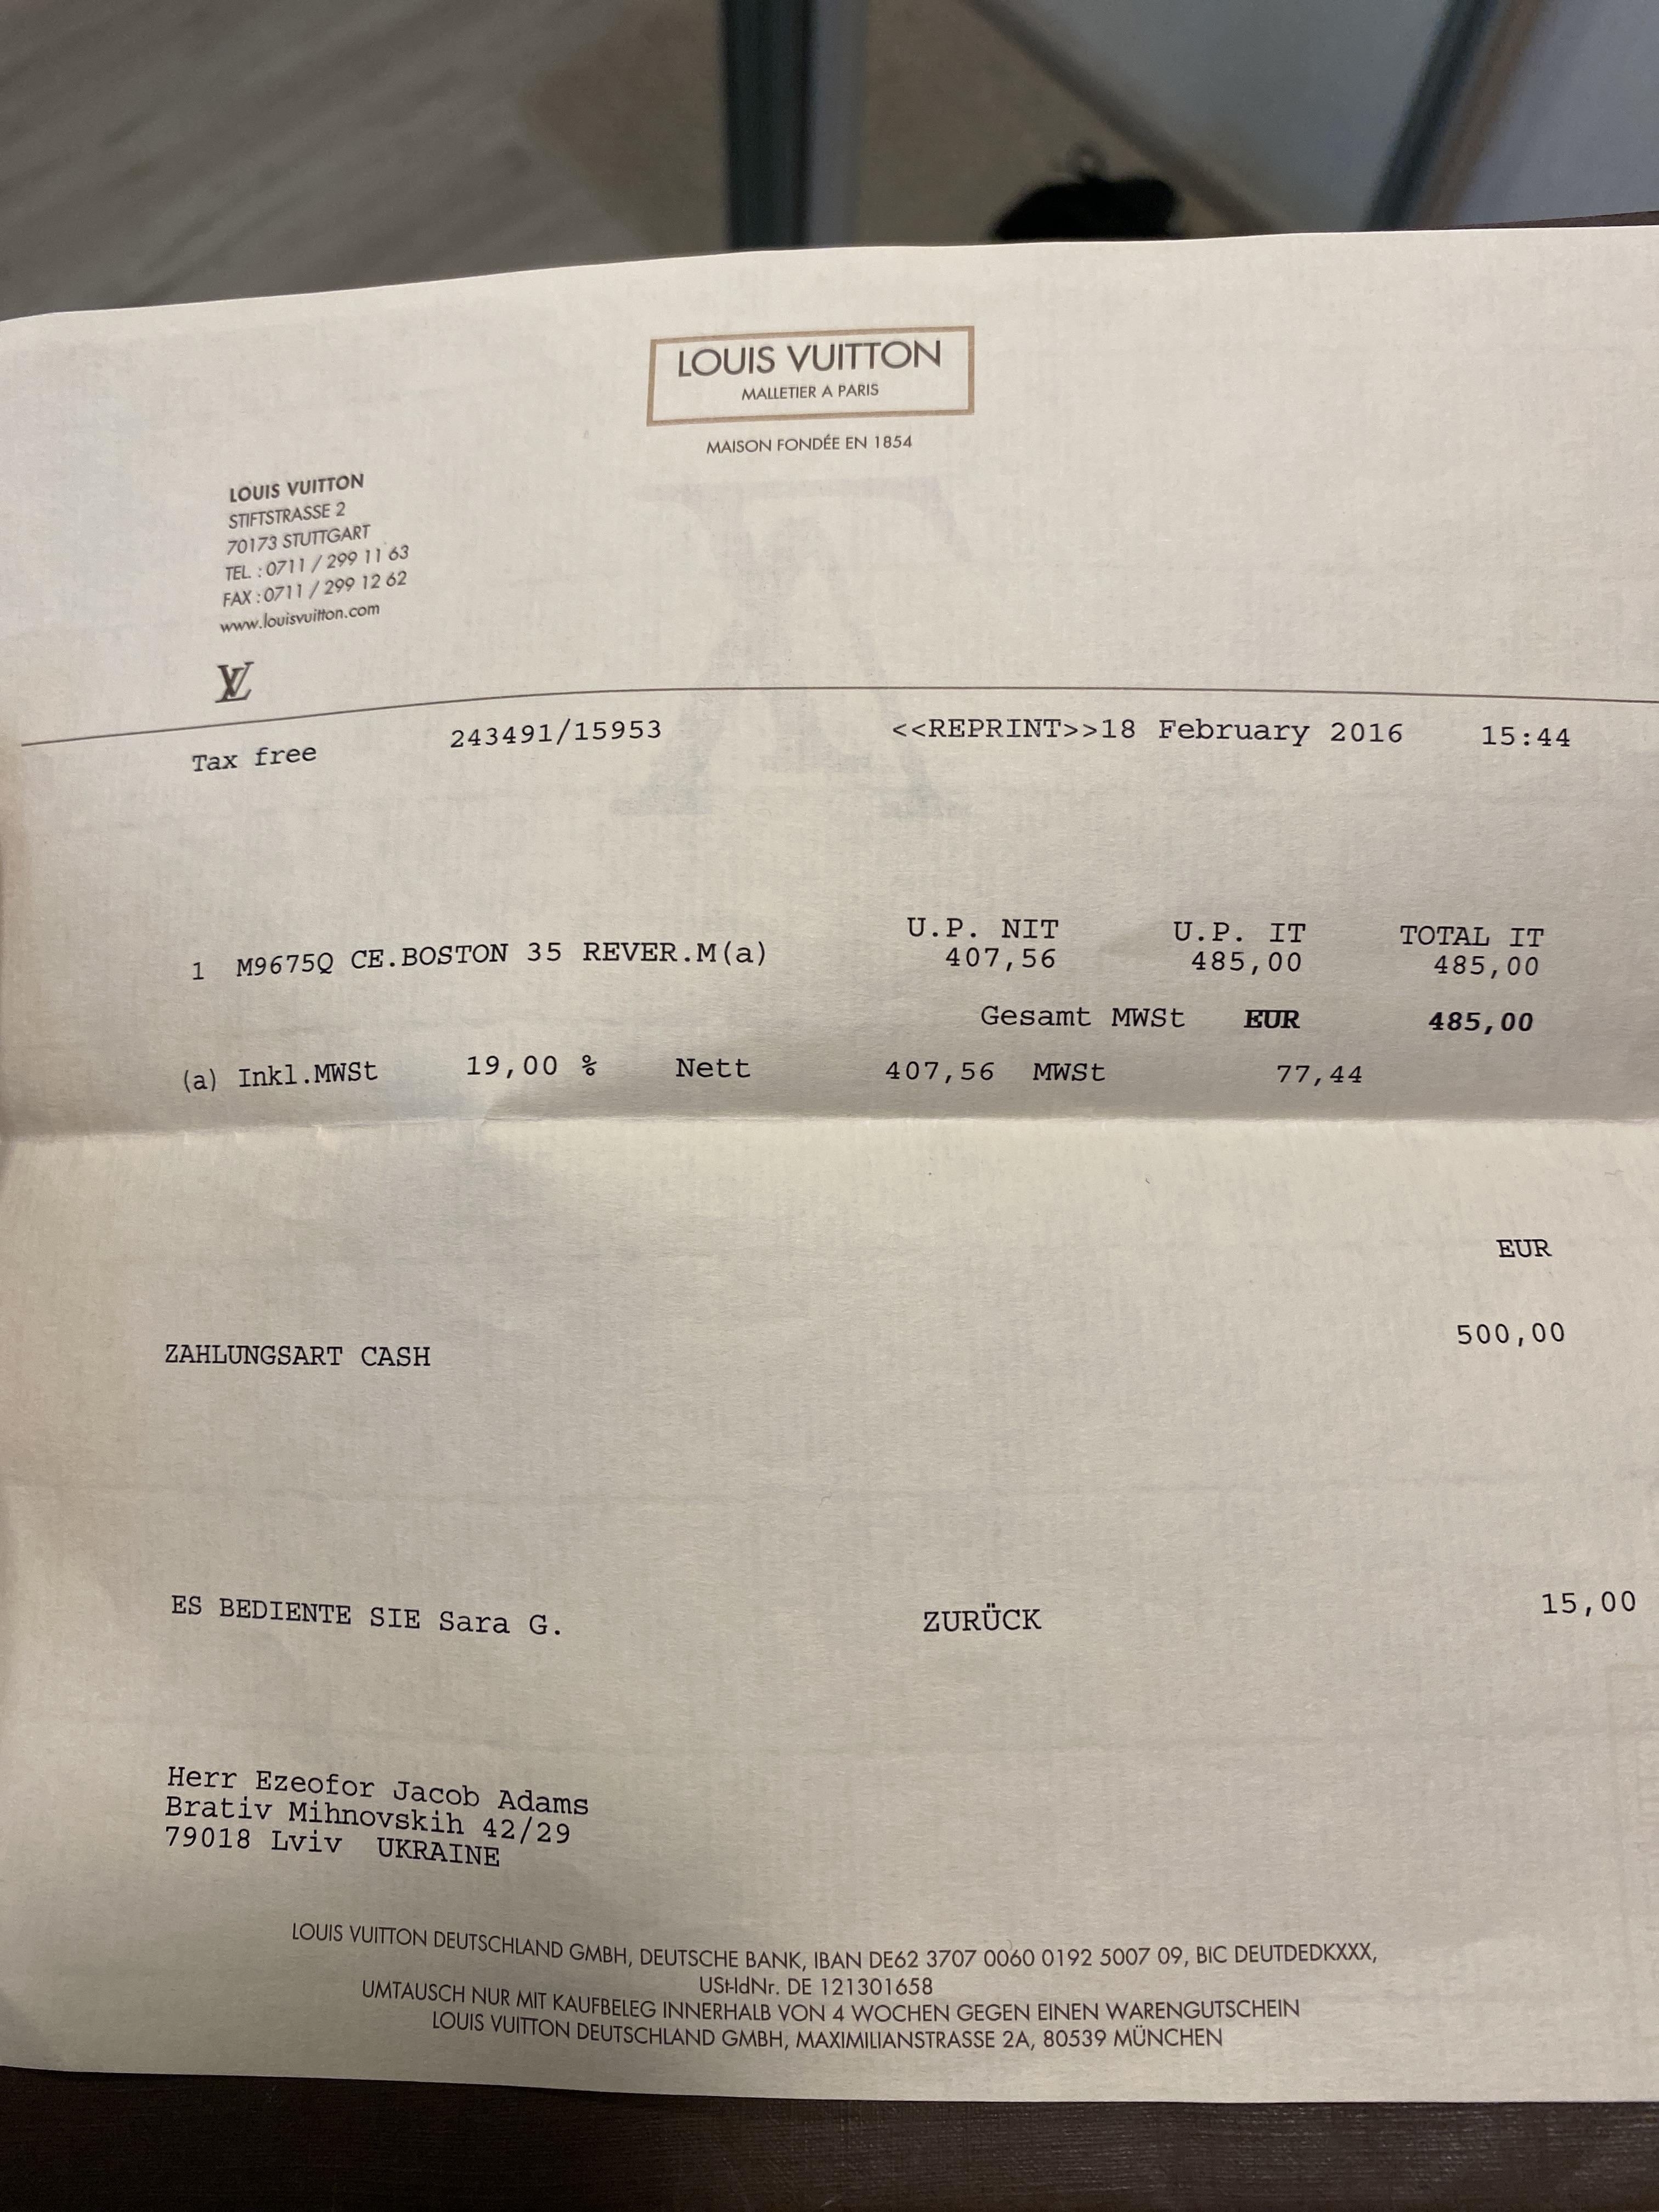 LOUIS VUITTON
MALLETIER A PARIS
MAISON FONDÉE EN 1854
LOUIS VUITTON
STIFTSTRASSE 2
70173 STUTTGART
TEL. : 0711 / 299 11 63
FAX : 0711 / 299 12 62
www.louisvuitton.com
LV
Tax free 243491/15953 <<REPRINT>>18 February 2016 15:44
U.P. NIT U.P. IT TOTAL IT
1 M9675Q CE.BOSTON 35 REVER.M(a) 407,56 485,00 485,00
Gesamt MWSt EUR 485,00
(a) Inkl.MWSt 19,00 % Nett 407,56 MWSt 77,44
EUR
ZAHLUNGSART CASH 500,00
ES BEDIENTE SIE Sara G. ZURÜCK 15,00
Herr Ezeofor Jacob Adams
Brativ Mihnovskih 42/29
79018 Lviv UKRAINE
LOUIS VUITTON DEUTSCHLAND GMBH, DEUTSCHE BANK, IBAN DE62 3707 0060 0192 5007 09, BIC DEUTDEDKXXX,
USt-IdNr. DE 121301658
UMTAUSCH NUR MIT KAUFBELEG INNERHALB VON 4 WOCHEN GEGEN EINEN WARENGUTSCHEIN
LOUIS VUITTON DEUTSCHLAND GMBH, MAXIMILIANSTRASSE 2A, 80539 MÜNCHEN